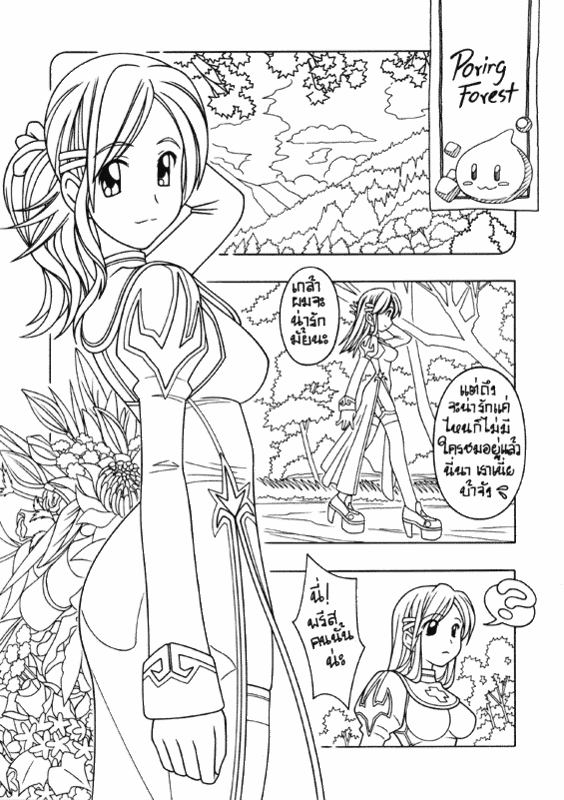 Poring
Forest
เกล้า
ผมจะ
น่ารัก
มั้ยนะ
แต่ถึง
จะน่ารักแค่
ไหนก็ไม่มี
ใครชมอยู่แล้ว
นี่นา เราเนี่ย
บ้าจัง
นี่!
พรีส
คนนั้น
น่ะ
?